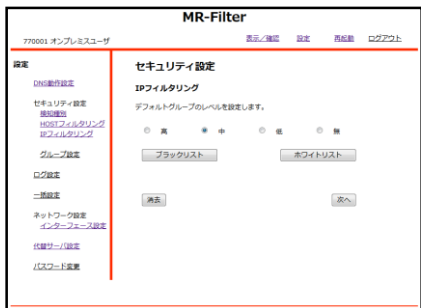 MR-Filter
770001 オンプレミスユーザ
表示/確認 設定 再起動 ログアウト
設定
DNS動作設定
セキュリティ設定
検知種別
HOSTフィルタリング
IPフィルタリング
グループ設定
ログ設定
一括設定
ネットワーク設定
インターフェース設定
代替サーバ設定
パスワード変更
セキュリティ設定
IPフィルタリング
デフォルトグループのレベルを設定します。
高 中 低 無
ブラックリスト ホワイトリスト
消去 次へ